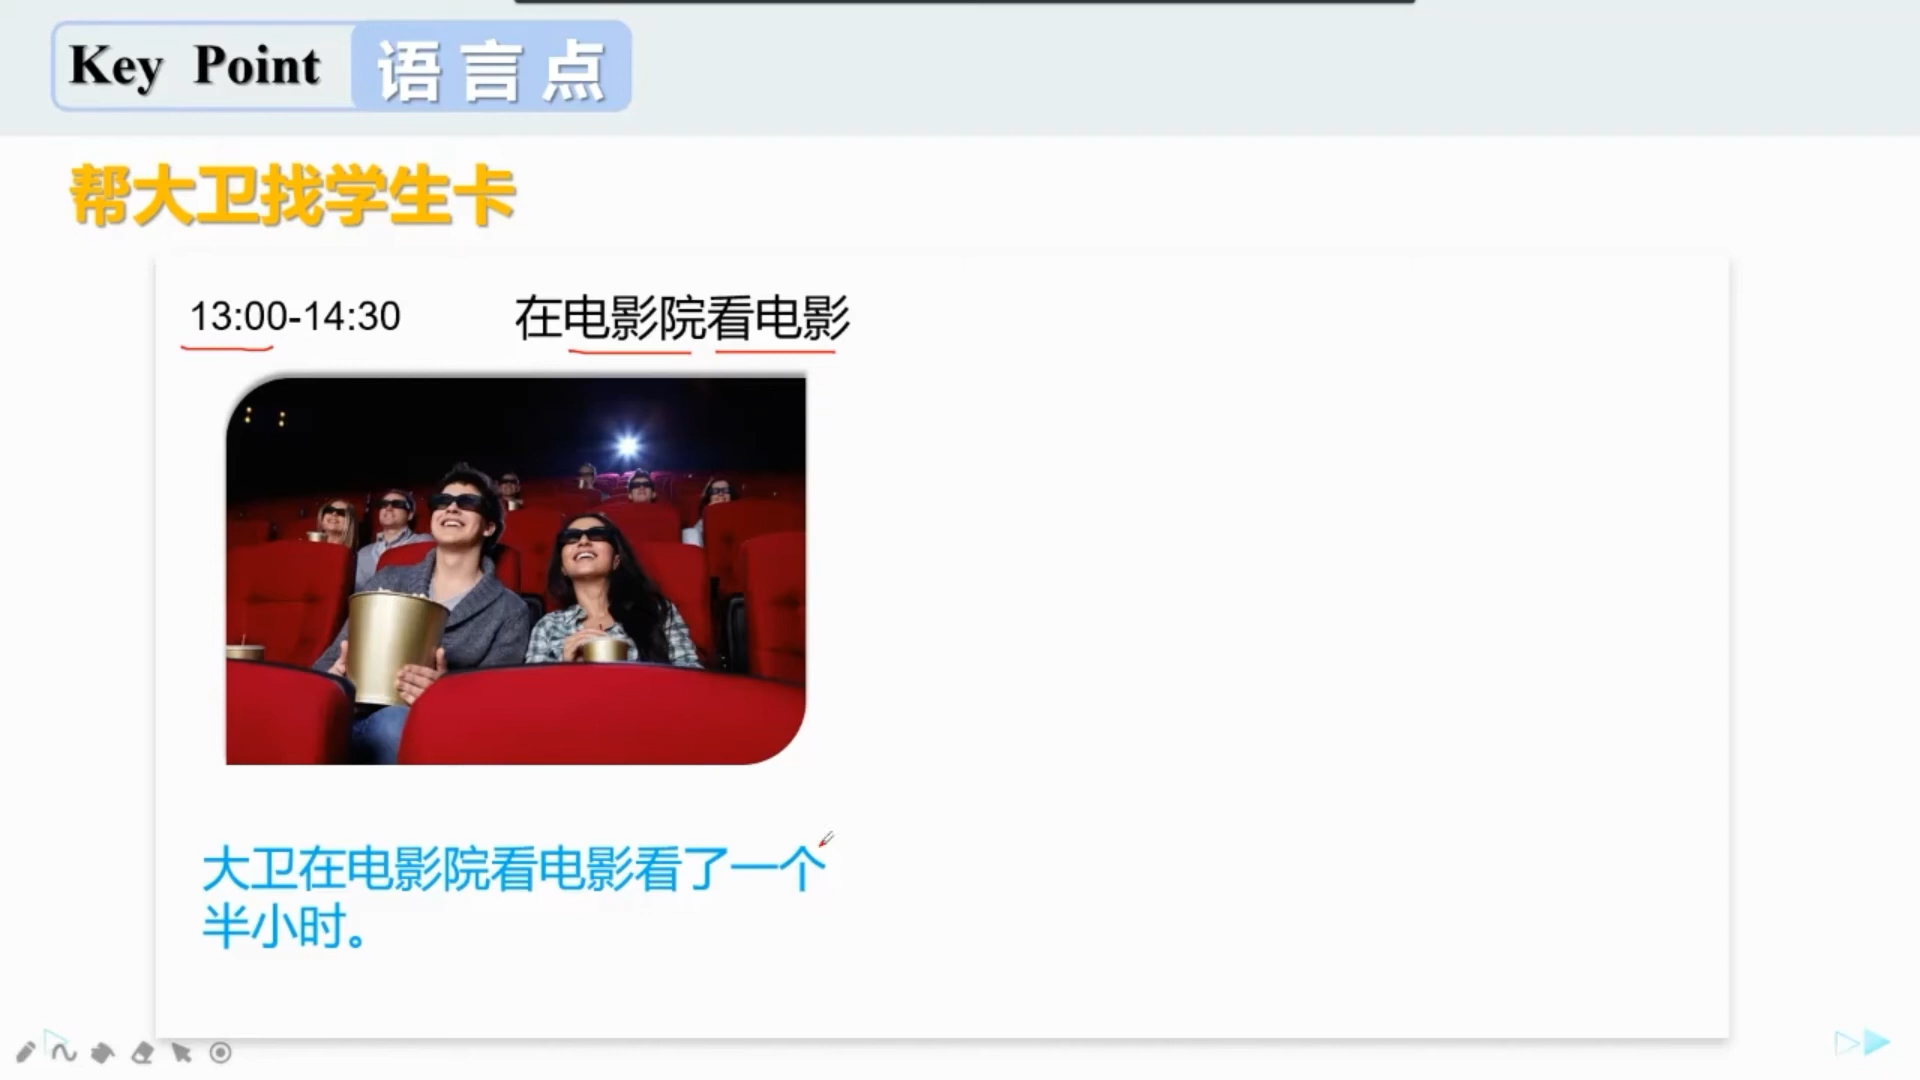 Key Point 语言点
帮大卫找学生卡
13:00-14:30 在电影院看电影
大卫在电影院看电影看了一个
半小时。